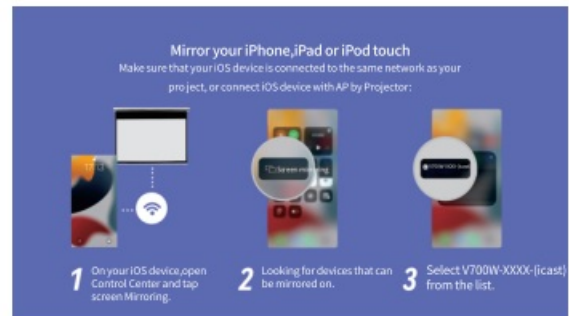 Mirror your iPhone,iPad or iPod touch
Make sure that your iOS device is connected to the same network as your
project, or connect iOS device with AP by Projector:
Screen mirroring
1 On your iOS device,open
Control Center and tap
screen Mirroring.
2 Looking for devices that can
be mirrored on.
3 Select V700W-XXXX-(icast)
from the list.